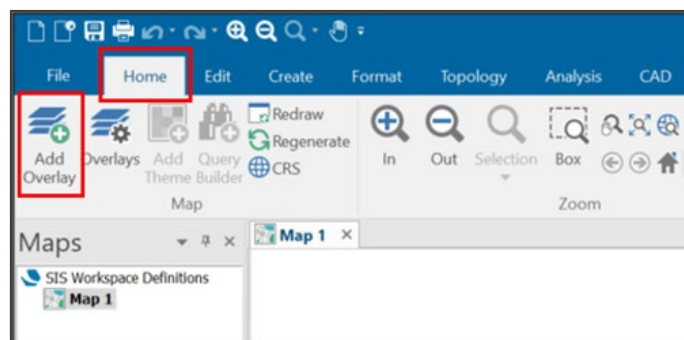 File Home Edit Create Format Topology Analysis CAD
Redraw
Regenerate
CRS
Add Overlay
Overlays
Add Theme
Query Builder
In
Out
Selection
Box
Map
Zoom
Maps
Map 1
SIS Workspace Definitions
Map 1